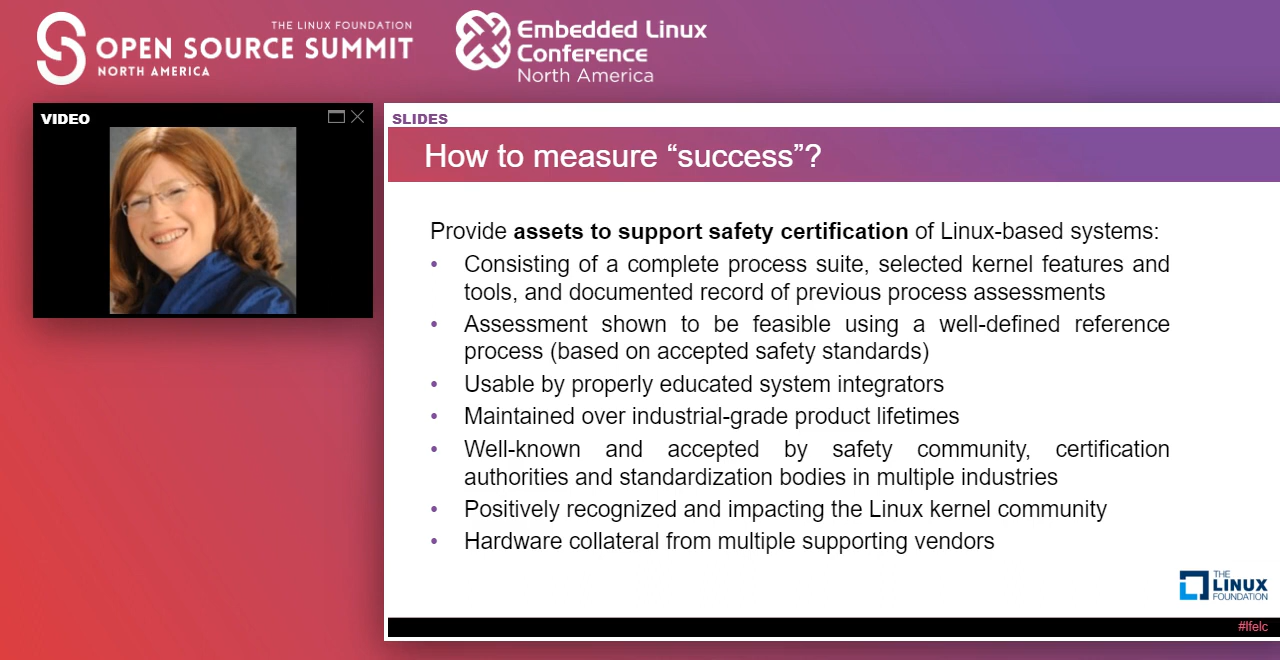 THE LINUX FOUNDATION
OPEN SOURCE SUMMIT
NORTH AMERICA
Embedded Linux
Conference
North America
VIDEO
SLIDES
How to measure “success”?
Provide assets to support safety certification of Linux-based systems:
• Consisting of a complete process suite, selected kernel features and
tools, and documented record of previous process assessments
• Assessment shown to be feasible using a well-defined reference
process (based on accepted safety standards)
• Usable by properly educated system integrators
• Maintained over industrial-grade product lifetimes
• Well-known and accepted by safety community, certification
authorities and standardization bodies in multiple industries
• Positively recognized and impacting the Linux kernel community
• Hardware collateral from multiple supporting vendors
THE
LINUX
FOUNDATION
#lfelc